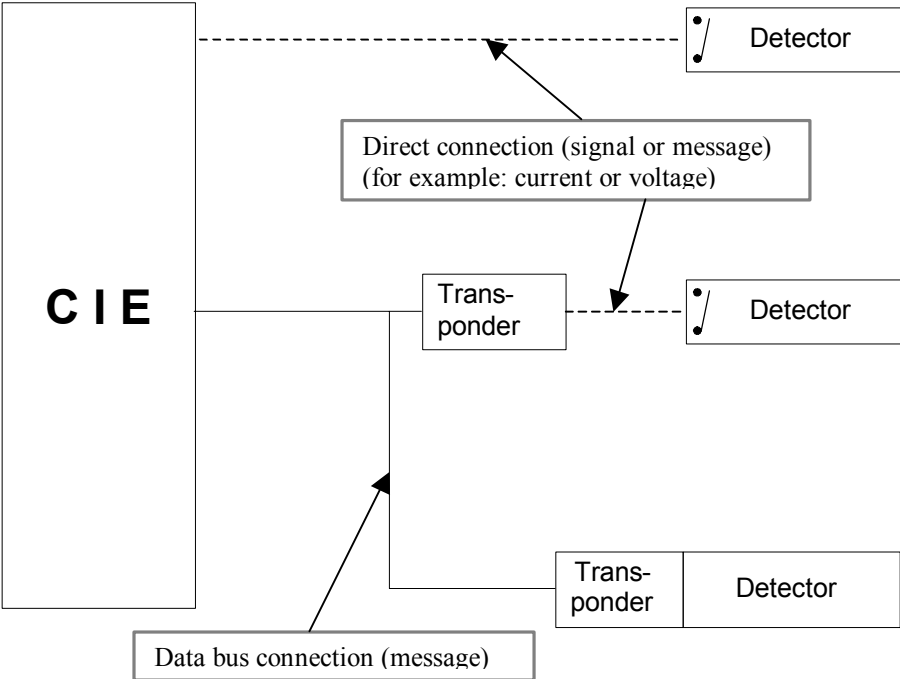 Detector
Direct connection (signal or message)
(for example: current or voltage)
C I E
Trans-
ponder
Detector
Trans-
ponder
Detector
Data bus connection (message)